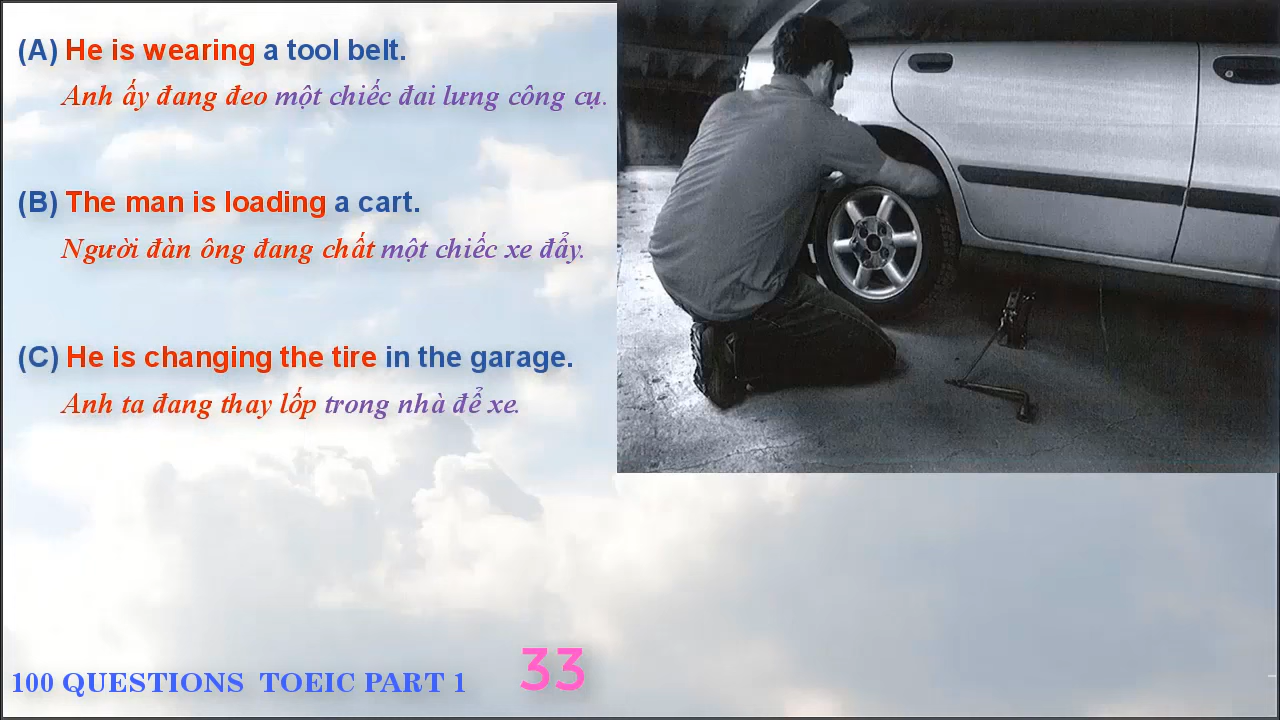 (A) He is wearing a tool belt.
Anh ấy đang đeo một chiếc đai lưng công cụ.
(B) The man is loading a cart.
Người đàn ông đang chất một chiếc xe đẩy.
(C) He is changing the tire in the garage.
Anh ta đang thay lốp trong nhà để xe.
100 QUESTIONS TOEIC PART 1
33